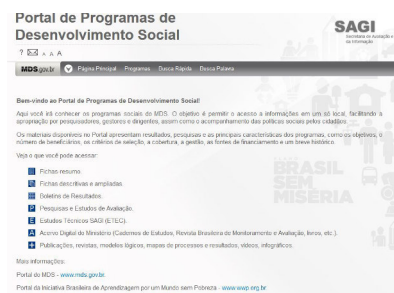 Portal de Programas de
Desenvolvimento Social
SAGI
Secretaria de Avaliação e
da Informação
? A A A
MDS.gov.br Página Principal Programas Busca Rápida Busca Palavra
Bem-vindo ao Portal de Programas de Desenvolvimento Social!
Aqui você irá conhecer os programas sociais do MDS. O objetivo é permitir o acesso a informações em um só local, facilitando a
apropriação por pesquisadores, gestores e dirigentes, assim como o acompanhamento das políticas sociais pelos cidadãos.
Os materiais disponíveis no Portal apresentam resultados, pesquisas e as principais características dos programas, como os objetivos, o
número de beneficiários, os critérios de seleção, a cobertura, a gestão, as fontes de financiamento e um breve histórico.
Veja o que você pode acessar:
Fichas-resumo.
Fichas descritivas e ampliadas.
Boletins de Resultados.
P Pesquisas e Estudos de Avaliação.
E Estudos Técnicos SAGI (ETEC).
A Acervo Digital do Ministério (Cadernos de Estudos, Revista Brasileira de Monitoramento e Avaliação, livros, etc.).
+ Publicações, revistas, modelos lógicos, mapas de processos e resultados, vídeos, infográficos.
BRASIL
SEM
MISÉRIA
Mais informações:
Portal do MDS - www.mds.gov.br.
Portal da Iniciativa Brasileira de Aprendizagem por um Mundo sem Pobreza - www.wwp.org.br